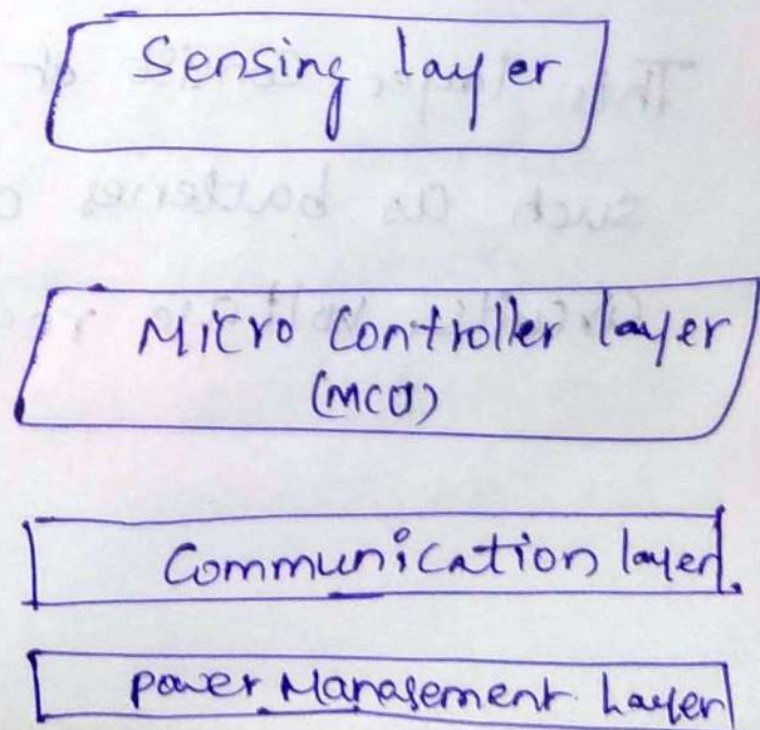 Sensing layer
Micro Controller layer
(MCU)
Communication layer.
power Management Layer